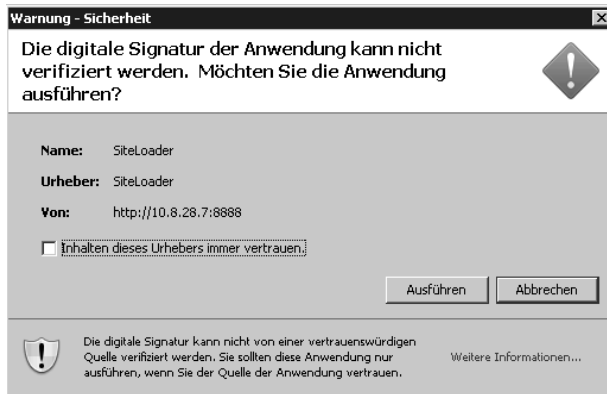 Warnung - Sicherheit
Die digitale Signatur der Anwendung kann nicht
verifiziert werden. Möchten Sie die Anwendung
ausführen?
Name: SiteLoader
Urheber: SiteLoader
Von: http://10.8.28.7:8888
Inhalten dieses Urhebers immer vertrauen.
Ausführen Abbrechen
Die digitale Signatur kann nicht von einer vertrauenswürdigen
Quelle verifiziert werden. Sie sollten diese Anwendung nur
ausführen, wenn Sie der Quelle der Anwendung vertrauen.
Weitere Informationen...